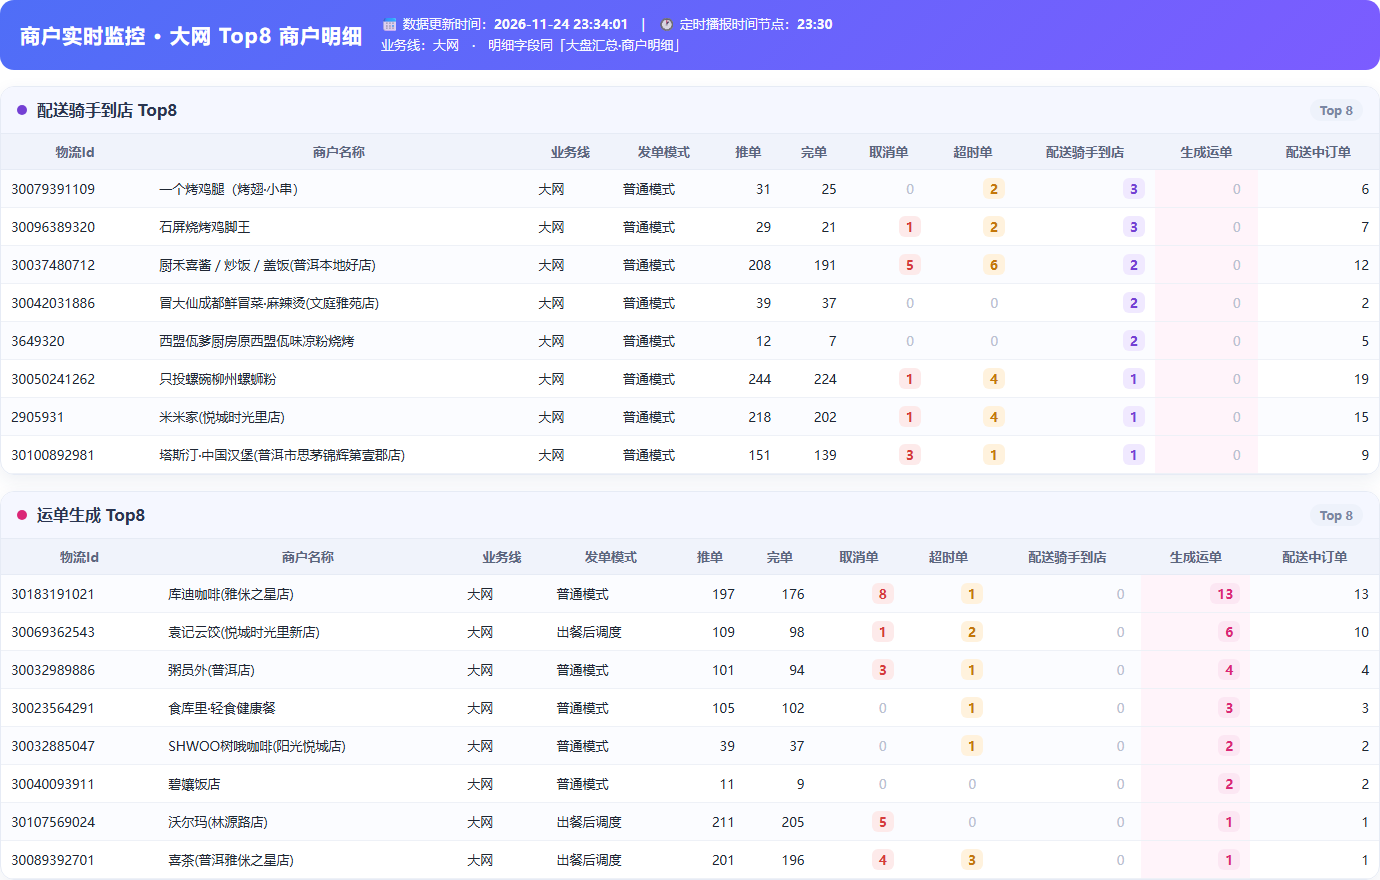 商户实时监控 • 大网 Top8 商户明细
数据更新时间：2026-11-24 23:34:01 | 定时播报时间节点：23:30
业务线：大网 · 明细字段同「大盘汇总·商户明细」
配送骑手到店 Top8
Top 8
物流Id 商户名称 业务线 发单模式 推单 完单 取消单 超时单 配送骑手到店 生成运单 配送中订单
30079391109 一个烤鸡腿（烤翅·小串） 大网 普通模式 31 25 0 2 3 0 6
30096389320 石屏烧烤鸡脚王 大网 普通模式 29 21 1 2 3 0 7
30037480712 厨禾喜酱 / 炒饭 / 盖饭(普洱本地好店) 大网 普通模式 208 191 5 6 2 0 12
30042031886 冒大仙成都鲜冒菜·麻辣烫(文庭雅苑店) 大网 普通模式 39 37 0 0 2 0 2
3649320 西盟佤爹厨房原西盟佤味凉粉烧烤 大网 普通模式 12 7 0 0 2 0 5
30050241262 只投螺碗柳州螺蛳粉 大网 普通模式 244 224 1 4 1 0 19
2905931 米米家(悦城时光里店) 大网 普通模式 218 202 1 4 1 0 15
30100892981 塔斯汀·中国汉堡(普洱市思茅锦辉第壹郡店) 大网 普通模式 151 139 3 1 1 0 9
运单生成 Top8
Top 8
物流Id 商户名称 业务线 发单模式 推单 完单 取消单 超时单 配送骑手到店 生成运单 配送中订单
30183191021 库迪咖啡(雅侎之星店) 大网 普通模式 197 176 8 1 0 13 13
30069362543 袁记云饺(悦城时光里新店) 大网 出餐后调度 109 98 1 2 0 6 10
30032989886 粥员外(普洱店) 大网 普通模式 101 94 3 1 0 4 4
30023564291 食库里·轻食健康餐 大网 普通模式 105 102 0 1 0 3 3
30032885047 SHWOO树哦咖啡(阳光悦城店) 大网 普通模式 39 37 0 1 0 2 2
30040093911 碧孃饭店 大网 普通模式 11 9 0 0 0 2 2
30107569024 沃尔玛(林源路店) 大网 出餐后调度 211 205 5 0 0 1 1
30089392701 喜茶(普洱雅侎之星店) 大网 出餐后调度 201 196 4 3 0 1 1